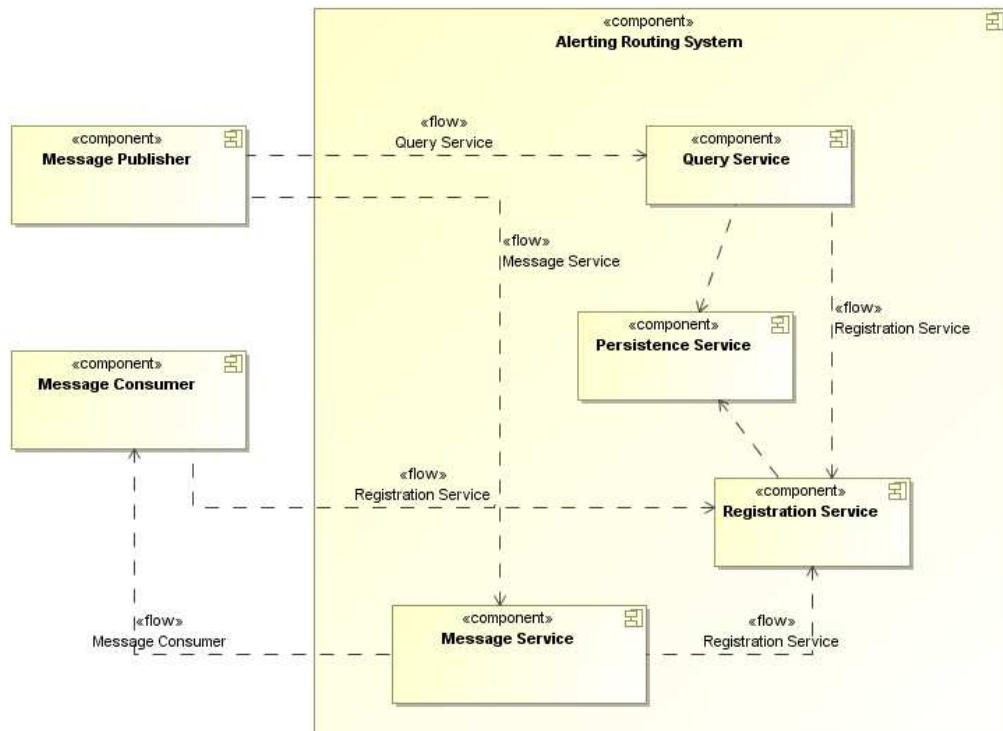 «component»
Alerting Routing System
«component»
Message Publisher
«flow»
Query Service
«component»
Query Service
«flow»
Message Service
«component»
Persistence Service
«flow»
Registration Service
«component»
Message Consumer
«flow»
Registration Service
«component»
Registration Service
«flow»
Message Consumer
«component»
Message Service
«flow»
Registration Service